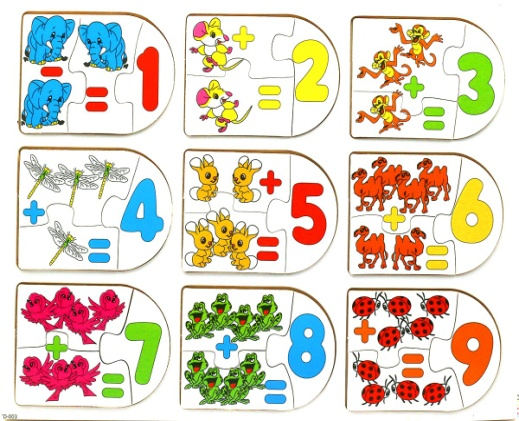 - = 1
+ = 2
+ = 3
+ = 4
+ = 5
+ = 6
+ = 7
+ = 8
+ = 9